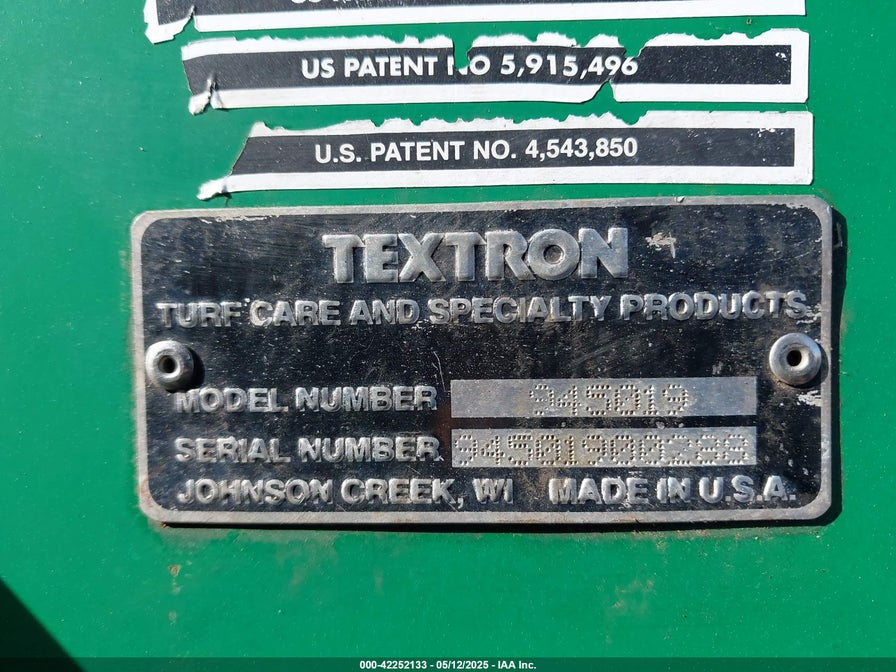 US PATENT NO 5,915,496
U.S. PATENT NO. 4,543,850
TEXTRON
TURF CARE AND SPECIALTY PRODUCTS
MODEL NUMBER 945019
SERIAL NUMBER 94501900288
JOHNSON CREEK, WI MADE IN U.S.A.
000-42252133 - 05/12/2025 - IAA Inc.